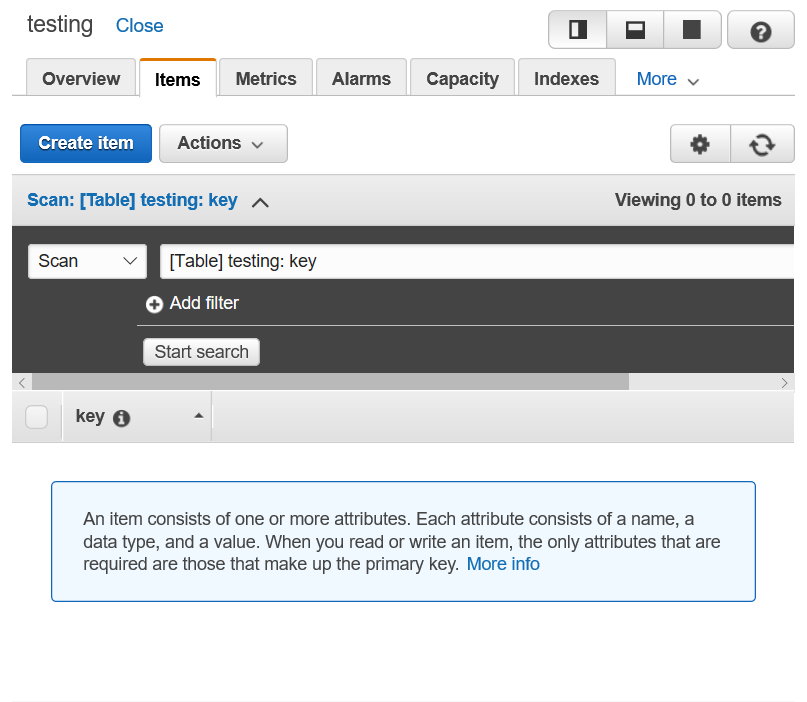 testing Close
Overview Items Metrics Alarms Capacity Indexes More
Create item Actions
Scan: [Table] testing: key Viewing 0 to 0 items
Scan [Table] testing: key
Add filter
Start search
key
An item consists of one or more attributes. Each attribute consists of a name, a
data type, and a value. When you read or write an item, the only attributes that are
required are those that make up the primary key. More info